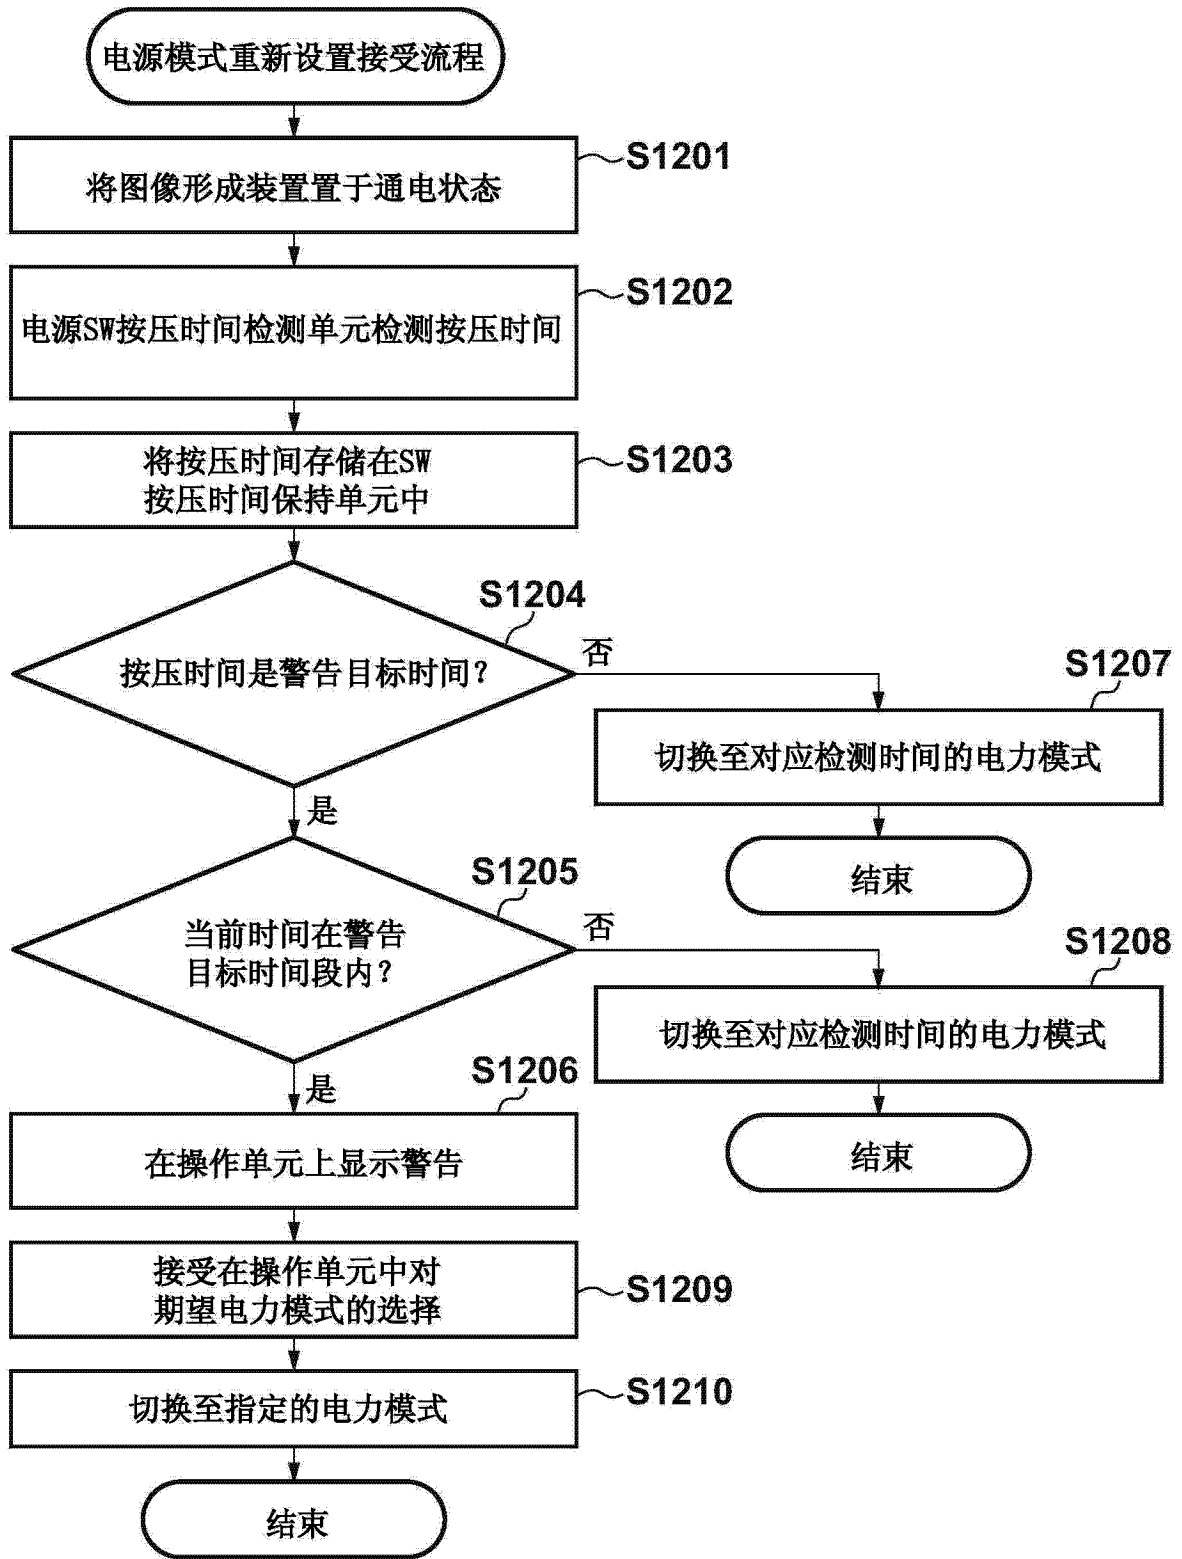 电源模式重新设置接受流程
S1201
将图像形成装置置于通电状态
S1202
电源SW按压时间检测单元检测按压时间
S1203
将按压时间存储在SW
按压时间保持单元中
S1204
按压时间是警告目标时间?
否
S1207
切换至对应检测时间的电力模式
结束
是
S1205
当前时间在警告
目标时间段内?
否
S1208
切换至对应检测时间的电力模式
结束
是
S1206
在操作单元上显示警告
接受在操作单元中对
期望电力模式的选择
S1209
切换至指定的电力模式
S1210
结束